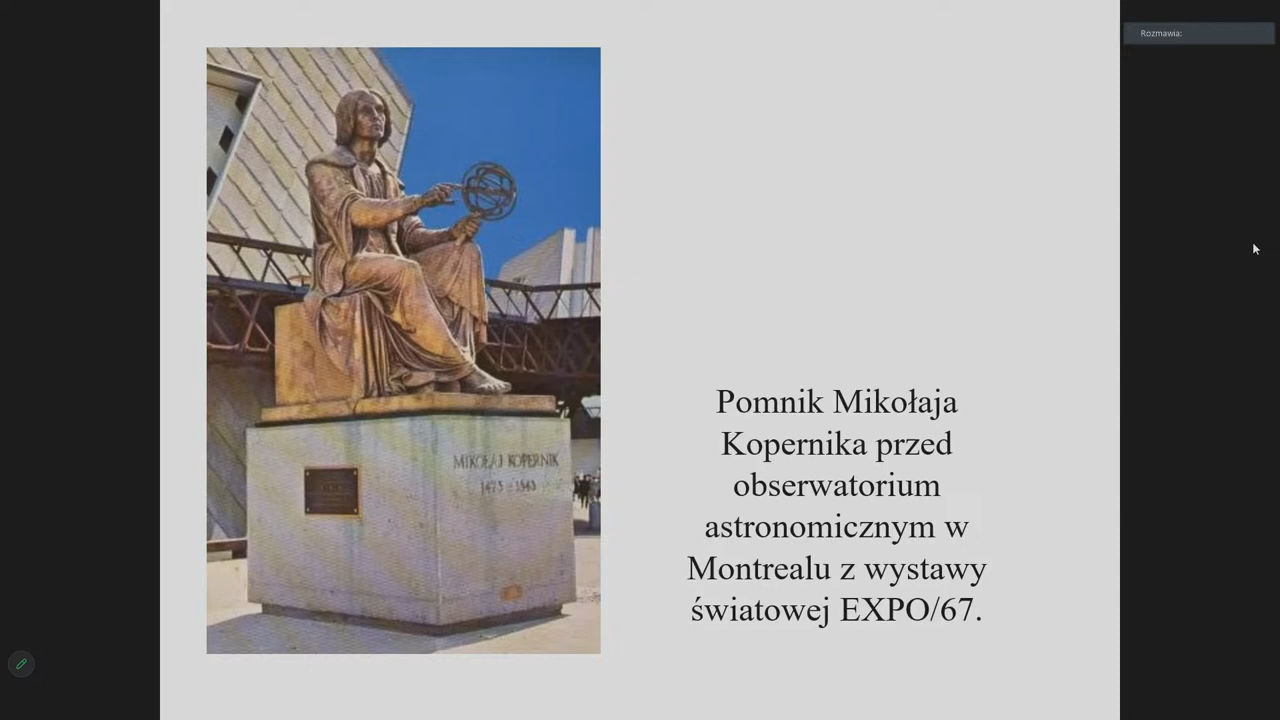 Rozmawia:
MIKOŁAJ KOPERNIK
1473 - 1543
Pomnik Mikołaja
Kopernika przed
obserwatorium
astronomicznym w
Montrealu z wystawy
światowej EXPO/67.